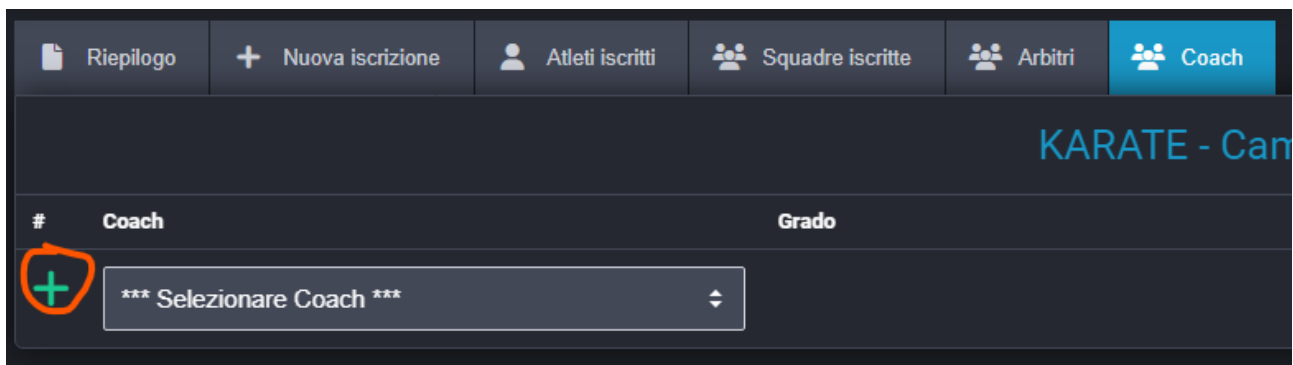 Riepilogo + Nuova iscrizione Atleti iscritti Squadre iscritte Arbitri Coach
KARATE - Cam
# Coach Grado
+ *** Selezionare Coach ***